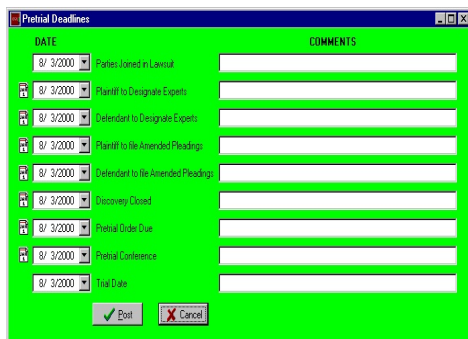 Pretrial Deadlines
DATE COMMENTS
8/ 3/2000 Parties Joined in Lawsuit
8/ 3/2000 Plaintiff to Designate Experts
8/ 3/2000 Defendant to Designate Experts
8/ 3/2000 Plaintiff to file Amended Pleadings
8/ 3/2000 Defendant to file Amended Pleadings
8/ 3/2000 Discovery Closed
8/ 3/2000 Pretrial Order Due
8/ 3/2000 Pretrial Conference
8/ 3/2000 Trial Date
Post Cancel